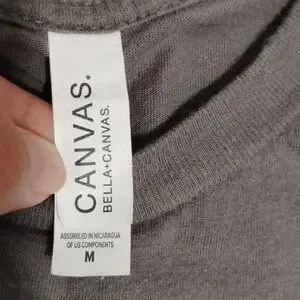 CANVAS.
BELLA+CANVAS.
ASSEMBLED IN NICARAGUA
OF US COMPONENTS
M